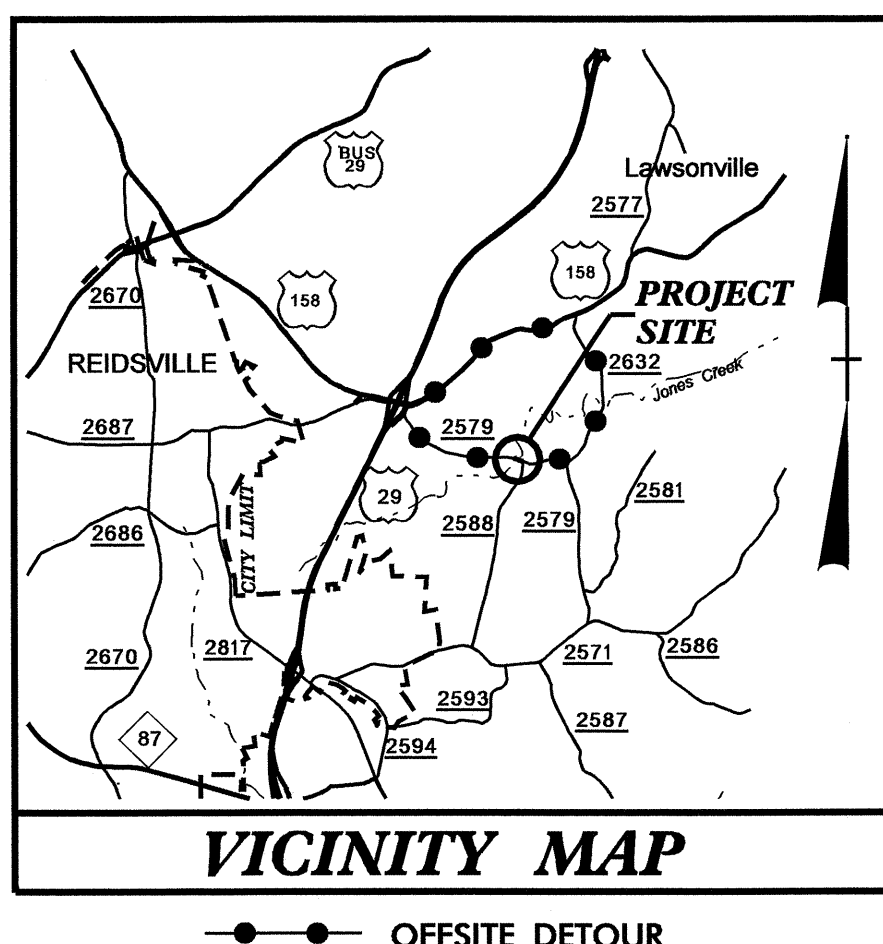 BUS
29
Lawsonville
2577
158
2670
158
PROJECT
SITE
REIDSVILLE
2632
Jones Creek
2687
2579
29
2581
CITY LIMIT
2686
2588
2579
2670
2817
2571
2586
2593
2587
87
2594
VICINITY MAP
OFFSITE DETOUR